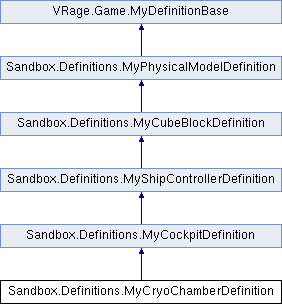 VRage.Game.MyDefinitionBase
Sandbox.Definitions.MyPhysicalModelDefinition
Sandbox.Definitions.MyCubeBlockDefinition
Sandbox.Definitions.MyShipControllerDefinition
Sandbox.Definitions.MyCockpitDefinition
Sandbox.Definitions.MyCryoChamberDefinition